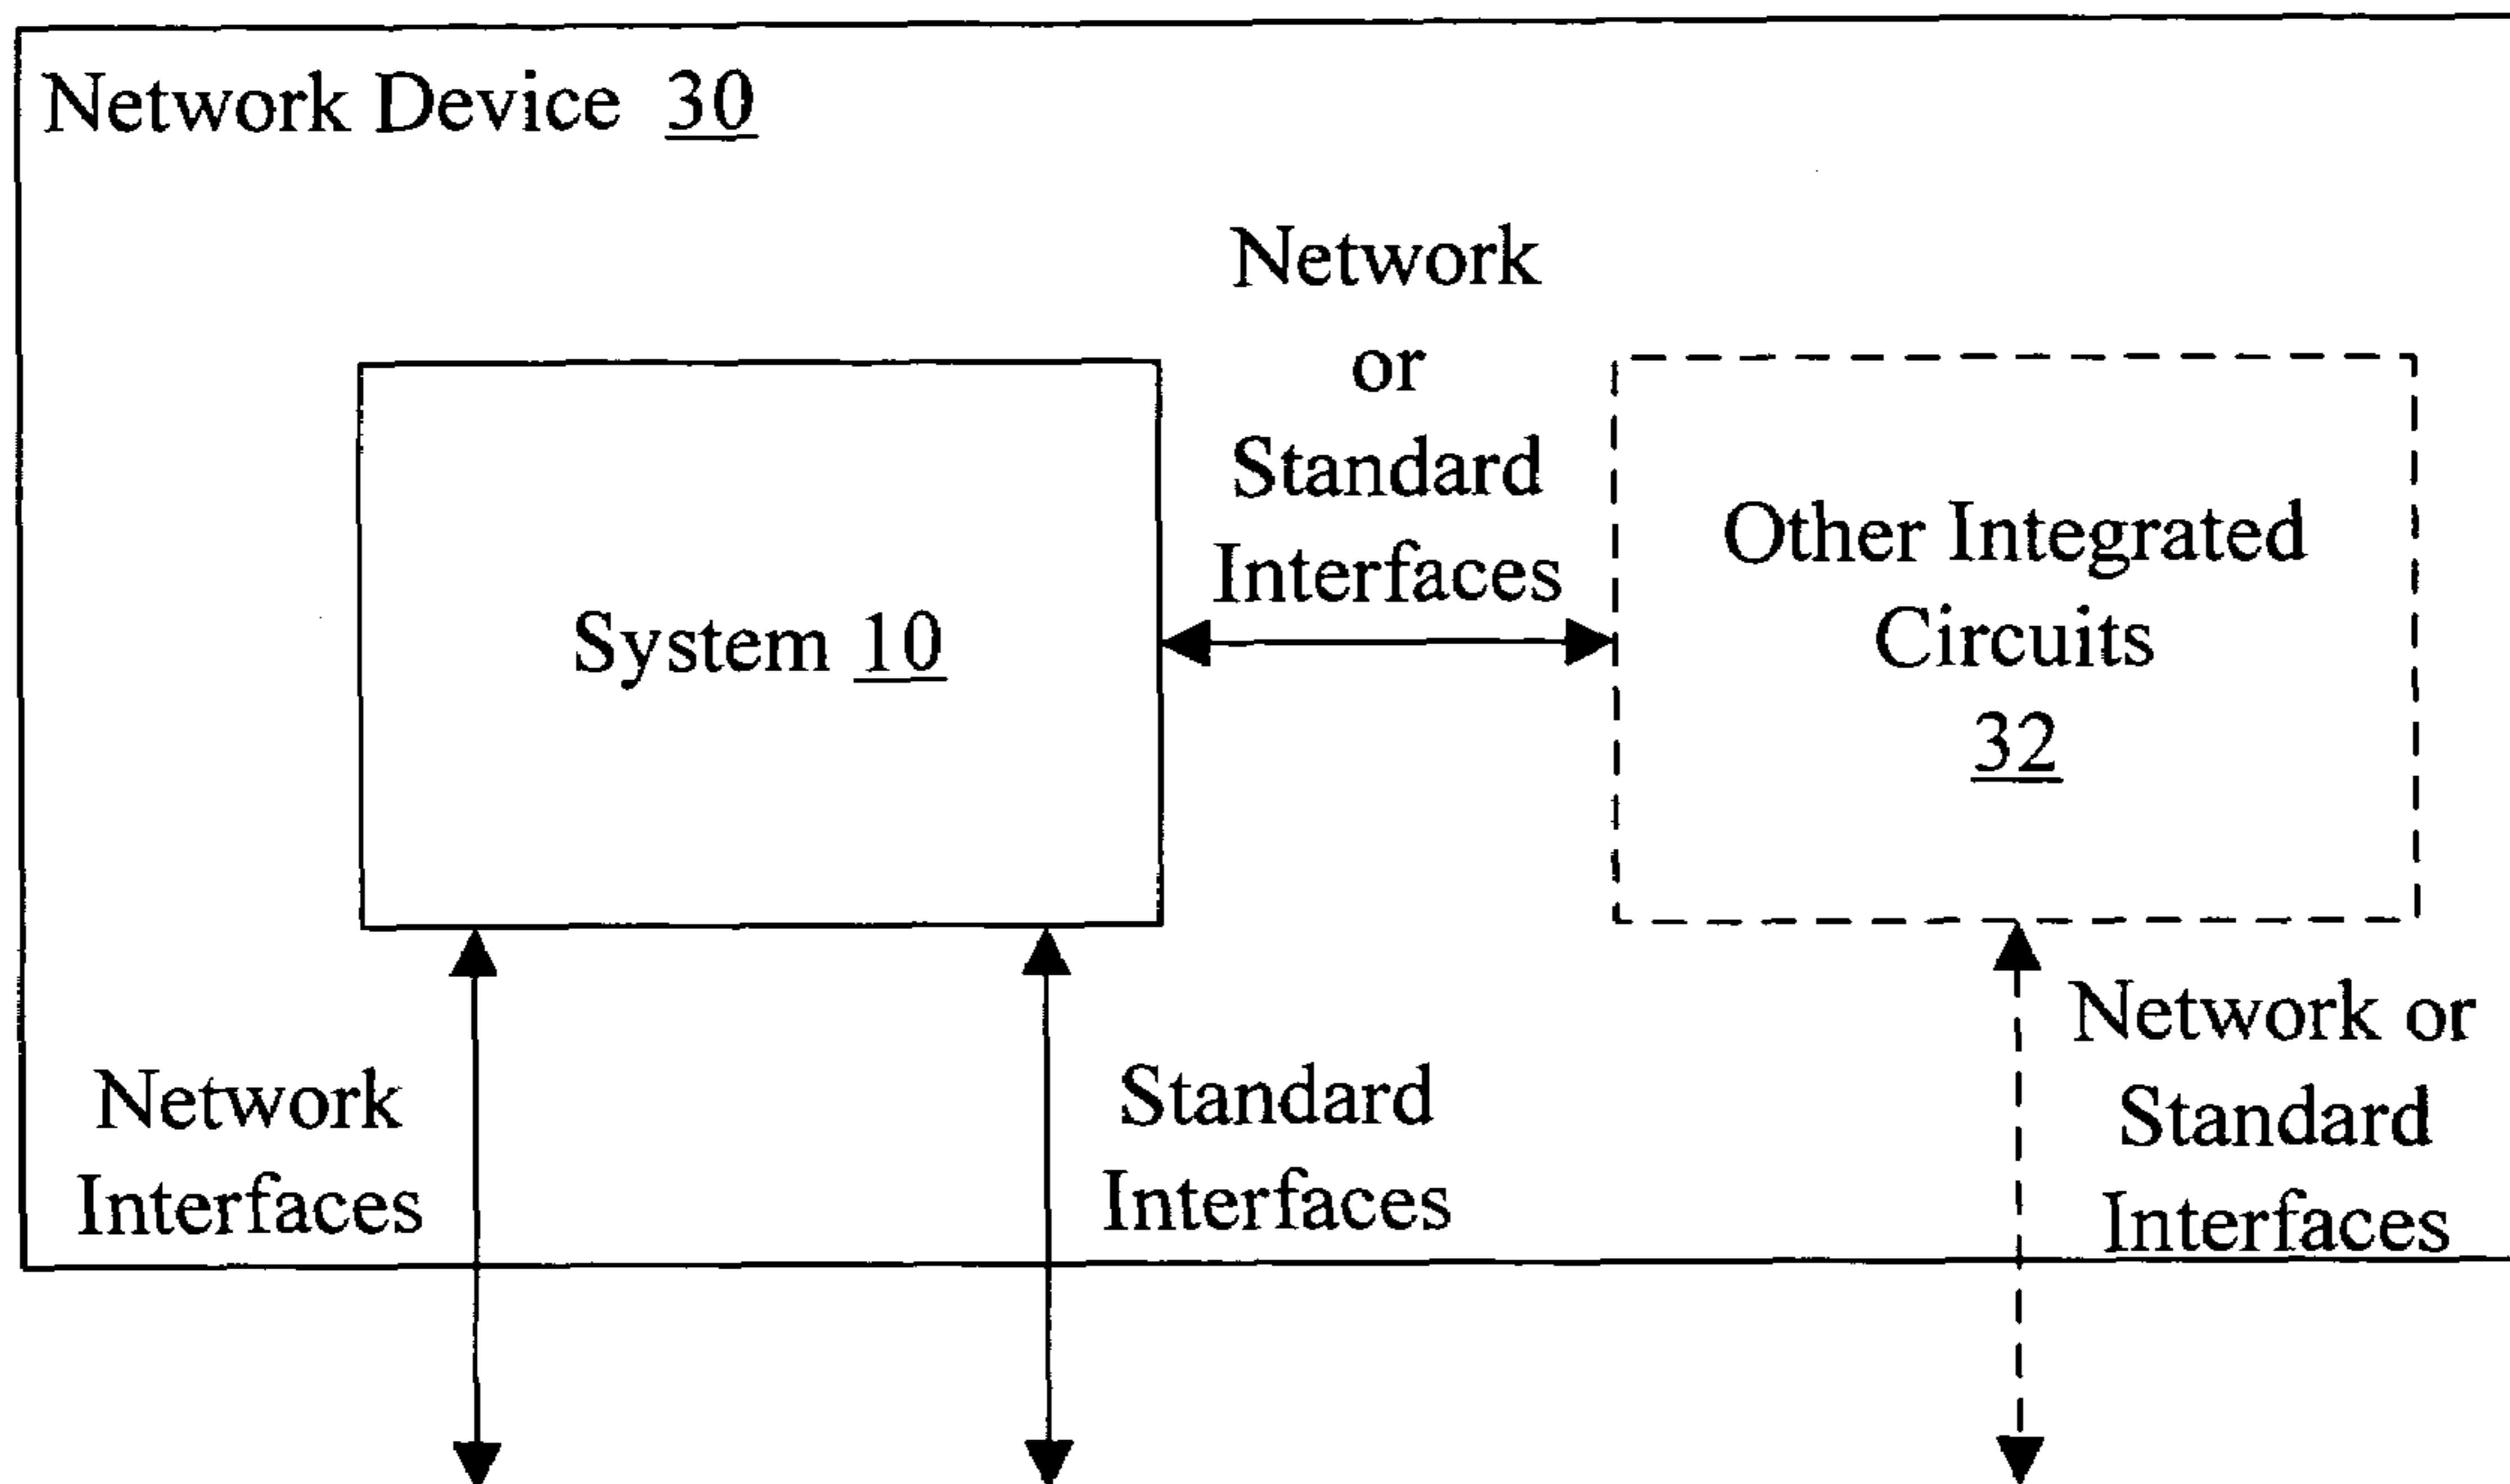 Network Device 30
Network
or
Standard
Interfaces
System 10
Other Integrated
Circuits
32
Network
Interfaces
Standard
Interfaces
Network or
Standard
Interfaces